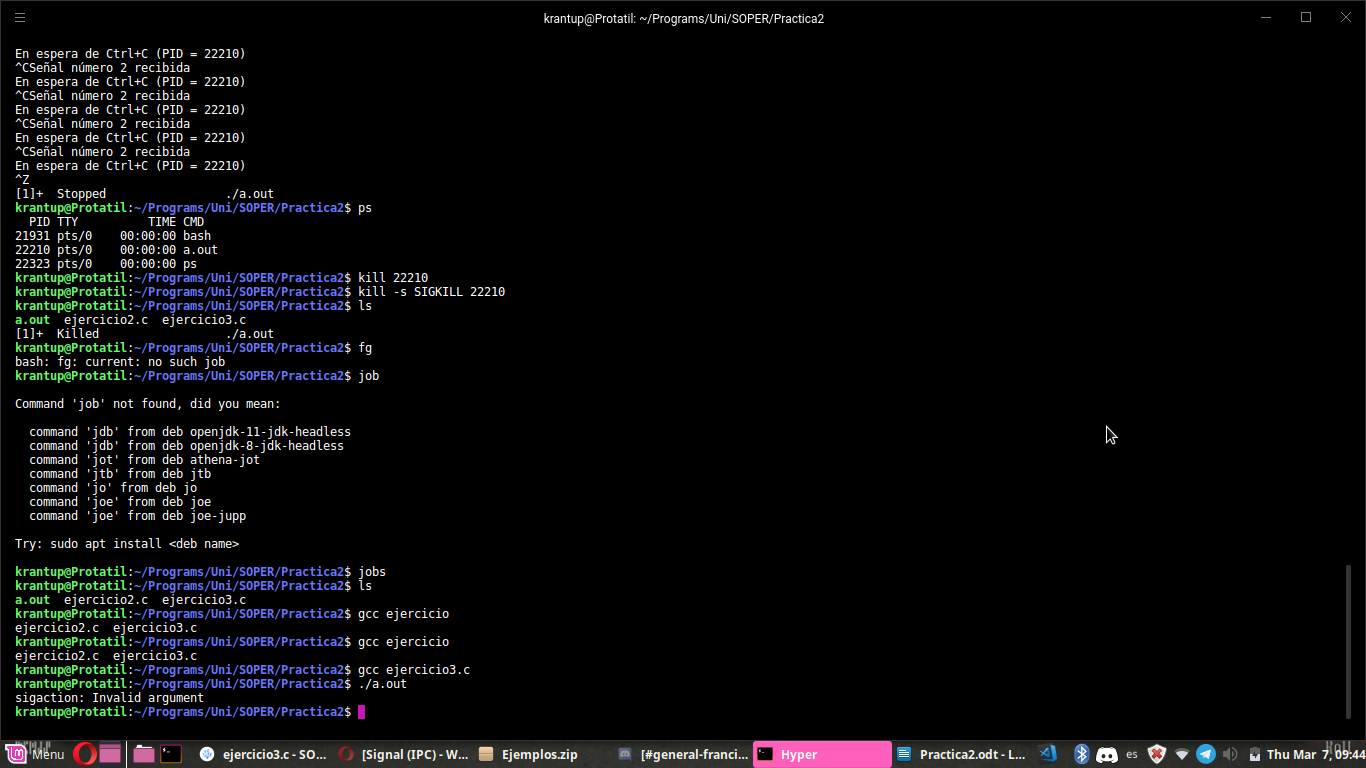 krantup@Protatil: ~/Programs/Uni/SOPER/Practica2
En espera de Ctrl+C (PID = 22210)
^CSeñal número 2 recibida
En espera de Ctrl+C (PID = 22210)
^CSeñal número 2 recibida
En espera de Ctrl+C (PID = 22210)
^CSeñal número 2 recibida
En espera de Ctrl+C (PID = 22210)
^CSeñal número 2 recibida
En espera de Ctrl+C (PID = 22210)
^Z
[1]+  Stopped                 ./a.out
krantup@Protatil:~/Programs/Uni/SOPER/Practica2$ ps
  PID TTY          TIME CMD
21931 pts/0    00:00:00 bash
22210 pts/0    00:00:00 a.out
22323 pts/0    00:00:00 ps
krantup@Protatil:~/Programs/Uni/SOPER/Practica2$ kill 22210
krantup@Protatil:~/Programs/Uni/SOPER/Practica2$ kill -s SIGKILL 22210
krantup@Protatil:~/Programs/Uni/SOPER/Practica2$ ls
a.out  ejercicio2.c  ejercicio3.c
[1]+  Killed                  ./a.out
krantup@Protatil:~/Programs/Uni/SOPER/Practica2$ fg
bash: fg: current: no such job
krantup@Protatil:~/Programs/Uni/SOPER/Practica2$ job
Command 'job' not found, did you mean:
  command 'jdb' from deb openjdk-11-jdk-headless
  command 'jdb' from deb openjdk-8-jdk-headless
  command 'jot' from deb athena-jot
  command 'jtb' from deb jtb
  command 'jo' from deb jo
  command 'joe' from deb joe
  command 'joe' from deb joe-jupp
Try: sudo apt install <deb name>
krantup@Protatil:~/Programs/Uni/SOPER/Practica2$ jobs
krantup@Protatil:~/Programs/Uni/SOPER/Practica2$ ls
a.out  ejercicio2.c  ejercicio3.c
krantup@Protatil:~/Programs/Uni/SOPER/Practica2$ gcc ejercicio
ejercicio2.c  ejercicio3.c
krantup@Protatil:~/Programs/Uni/SOPER/Practica2$ gcc ejercicio
ejercicio2.c  ejercicio3.c
krantup@Protatil:~/Programs/Uni/SOPER/Practica2$ gcc ejercicio3.c
krantup@Protatil:~/Programs/Uni/SOPER/Practica2$ ./a.out
sigaction: Invalid argument
krantup@Protatil:~/Programs/Uni/SOPER/Practica2$
Menu ejercicio3.c - SO... [Signal (IPC) - W... Ejemplos.zip [#general-franci... Hyper Practica2.odt - L... es Thu Mar 7, 09:44